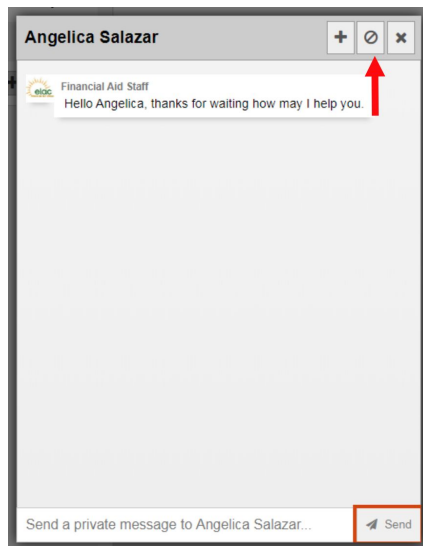 Angelica Salazar
elac
Financial Aid Staff
Hello Angelica, thanks for waiting how may I help you.
Send a private message to Angelica Salazar...
Send